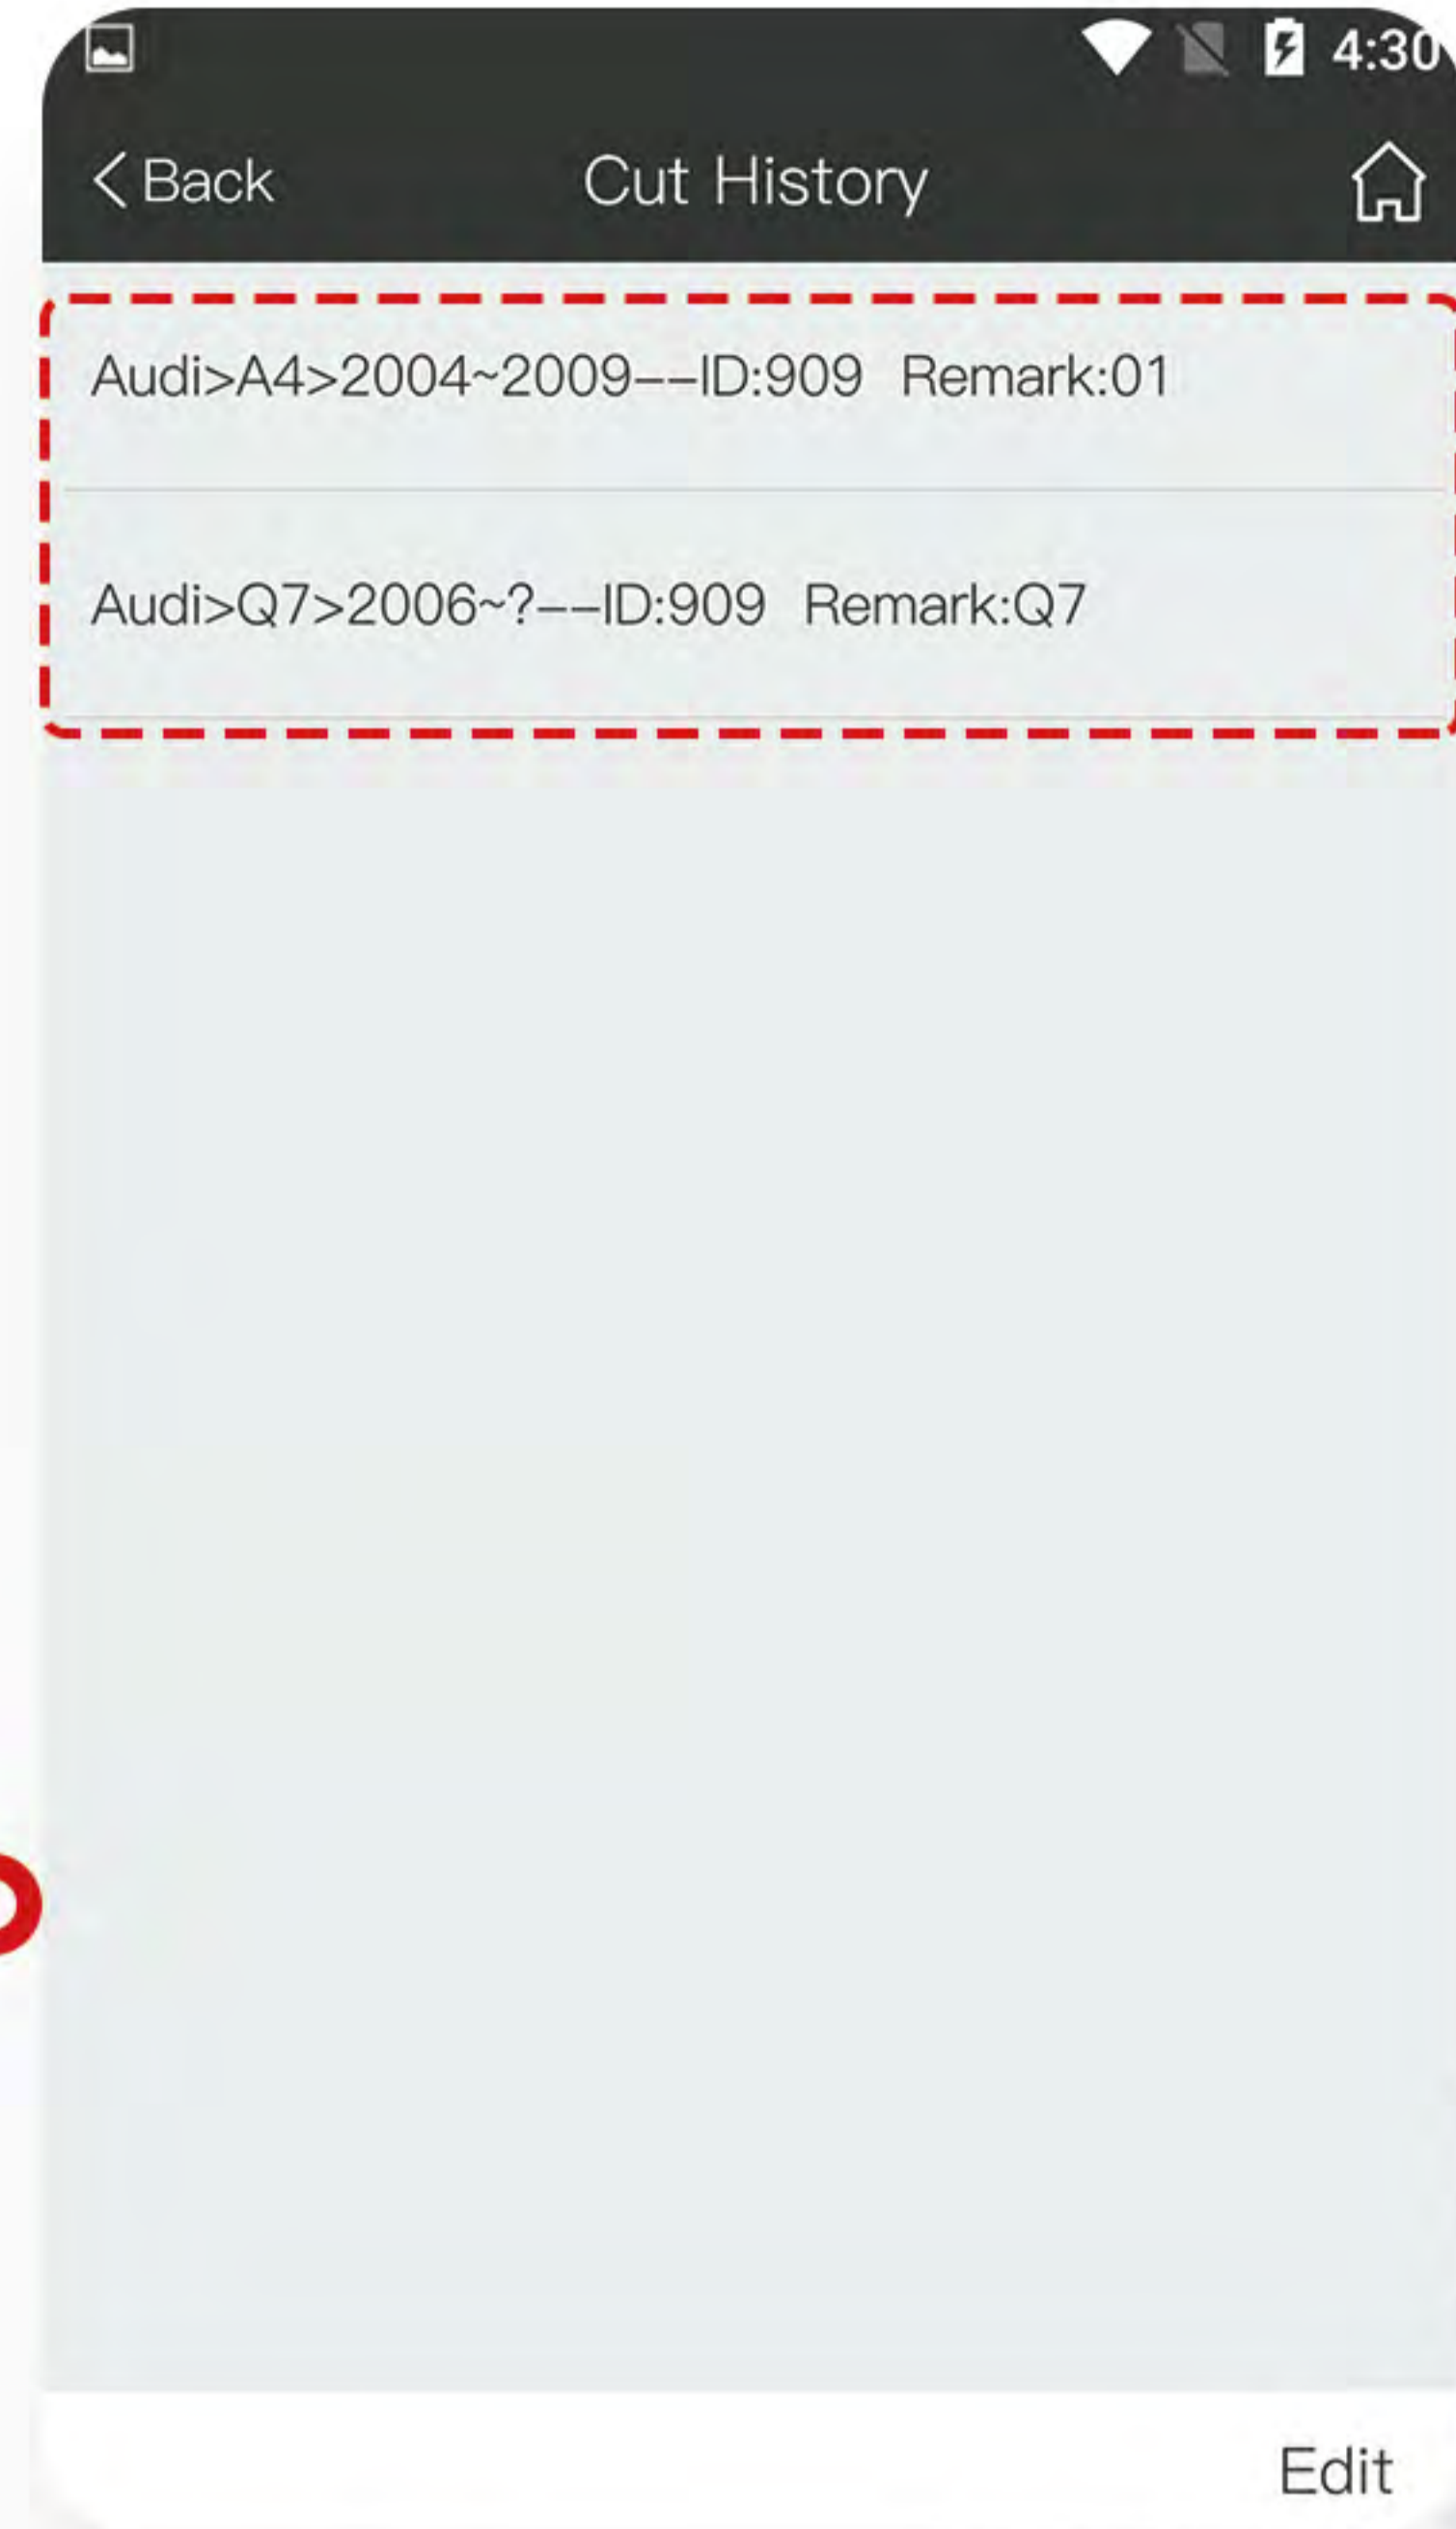 4:30
Back
Cut History
Audi>A4>2004~2009--ID:909 Remark:01
Audi>Q7>2006~?--ID:909 Remark:Q7
Edit